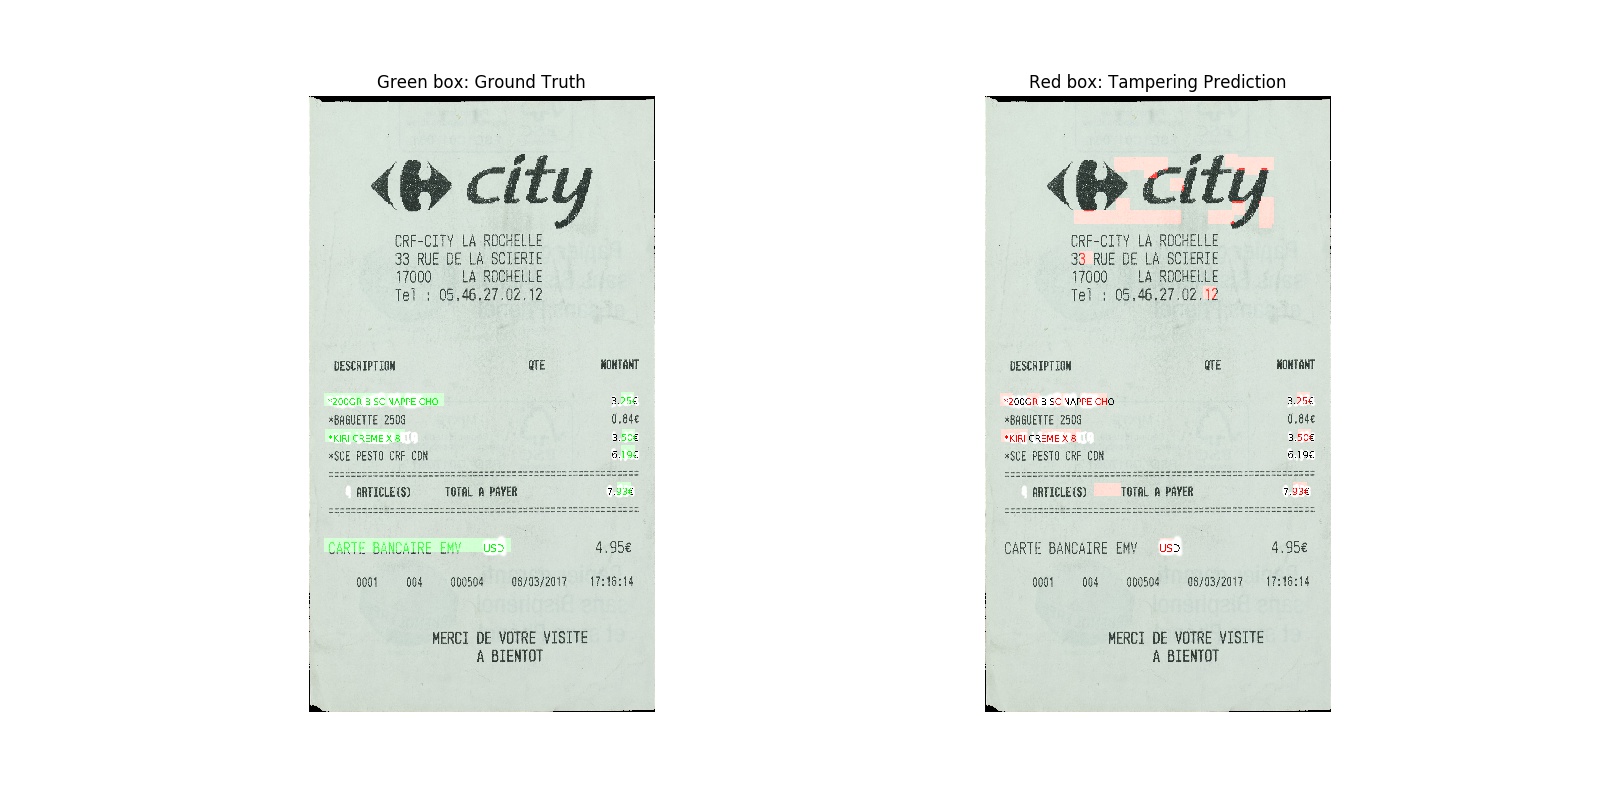 Green box: Ground Truth
city
CRF-CITY LA ROCHELLE
33 RUE DE LA SCIERIE
17000 LA ROCHELLE
Tel : 05.46.27.02.12
DESCRIPTION QTE MONTANT
*200GR BISC NAPPE CHO 3.25€
*BAGUETTE 250G 0.84€
*KIRI CREME X 8 3.50€
*SCE PESTO CRF CDN 6.19€
ARTICLE(S) TOTAL A PAYER 7.93€
CARTE BANCAIRE EMV USD 4.95€
0001 004 000504 08/03/2017 17:18:14
MERCI DE VOTRE VISITE
A BIENTOT
Red box: Tampering Prediction
city
CRF-CITY LA ROCHELLE
33 RUE DE LA SCIERIE
17000 LA ROCHELLE
Tel : 05.46.27.02.12
DESCRIPTION QTE MONTANT
*200GR BISC NAPPE CHO 3.25€
*BAGUETTE 250G 0.84€
*KIRI CREME X 8 3.50€
*SCE PESTO CRF CDN 6.19€
ARTICLE(S) TOTAL A PAYER 7.93€
CARTE BANCAIRE EMV USD 4.95€
0001 004 000504 08/03/2017 17:18:14
MERCI DE VOTRE VISITE
A BIENTOT